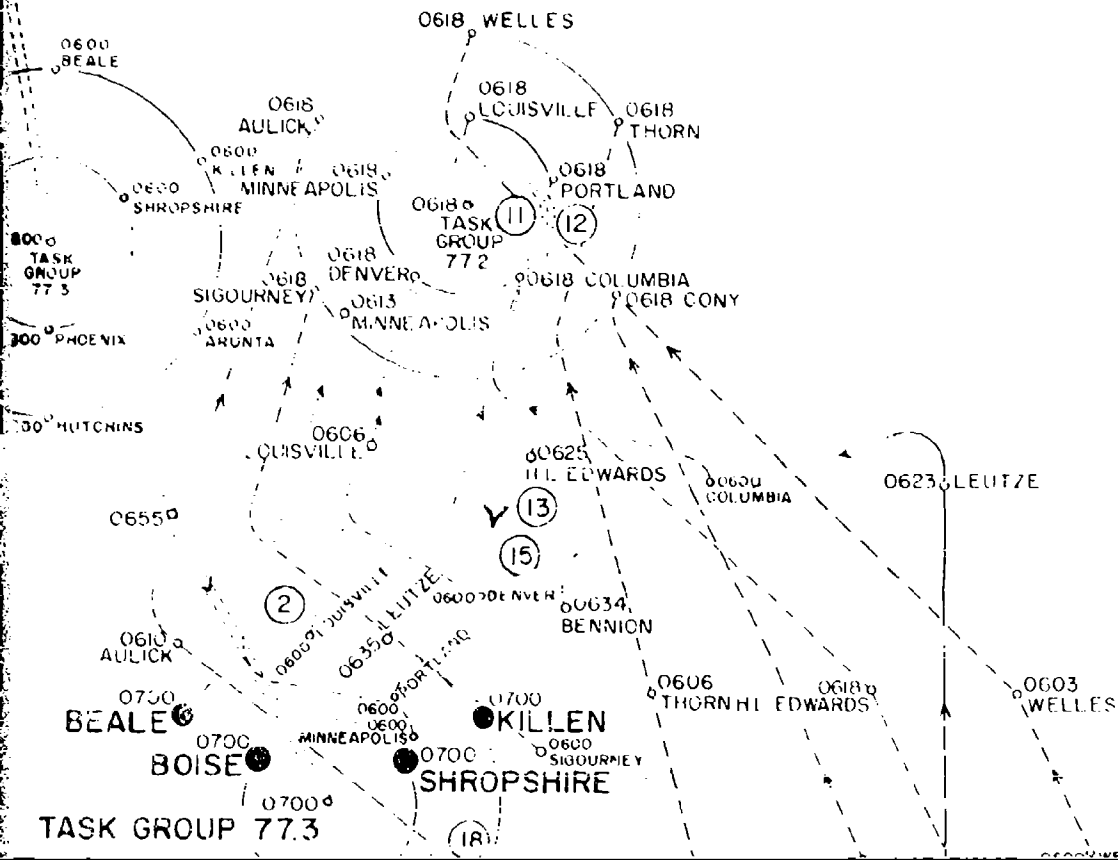 0618 WELLES
0600
BEALE
0618
LOUISVILLE
0618
THORN
0618
AULICK
0600
KILLEN
0618
MINNEAPOLIS
0618
PORTLAND
0600
SHROPSHIRE
0618
TASK
GROUP
77.2
11
12
TASK
GROUP
77.3
0618
DENVER
0618 COLUMBIA
0618 CONY
0618
SIGOURNEY
0613
MINNEAPOLIS
PHOENIX
0600
ARUNTA
HUTCHINS
0606
LOUISVILLE
0625
H.L. EDWARDS
0600
COLUMBIA
0623 LEUTZE
0655
13
15
2
0600 LOUISVILLE
0635 LEUTZE
0600 DENVER
0634
BENNION
0610
AULICK
PORTLAND
0600
0606
THORN
0618
H.L. EDWARDS
0603
WELLES
0700
BEALE
0700
KILLEN
0600
MINNEAPOLIS
0600
SIGOURNEY
0700
BOISE
0700
SHROPSHIRE
0700
TASK GROUP 77.3
18